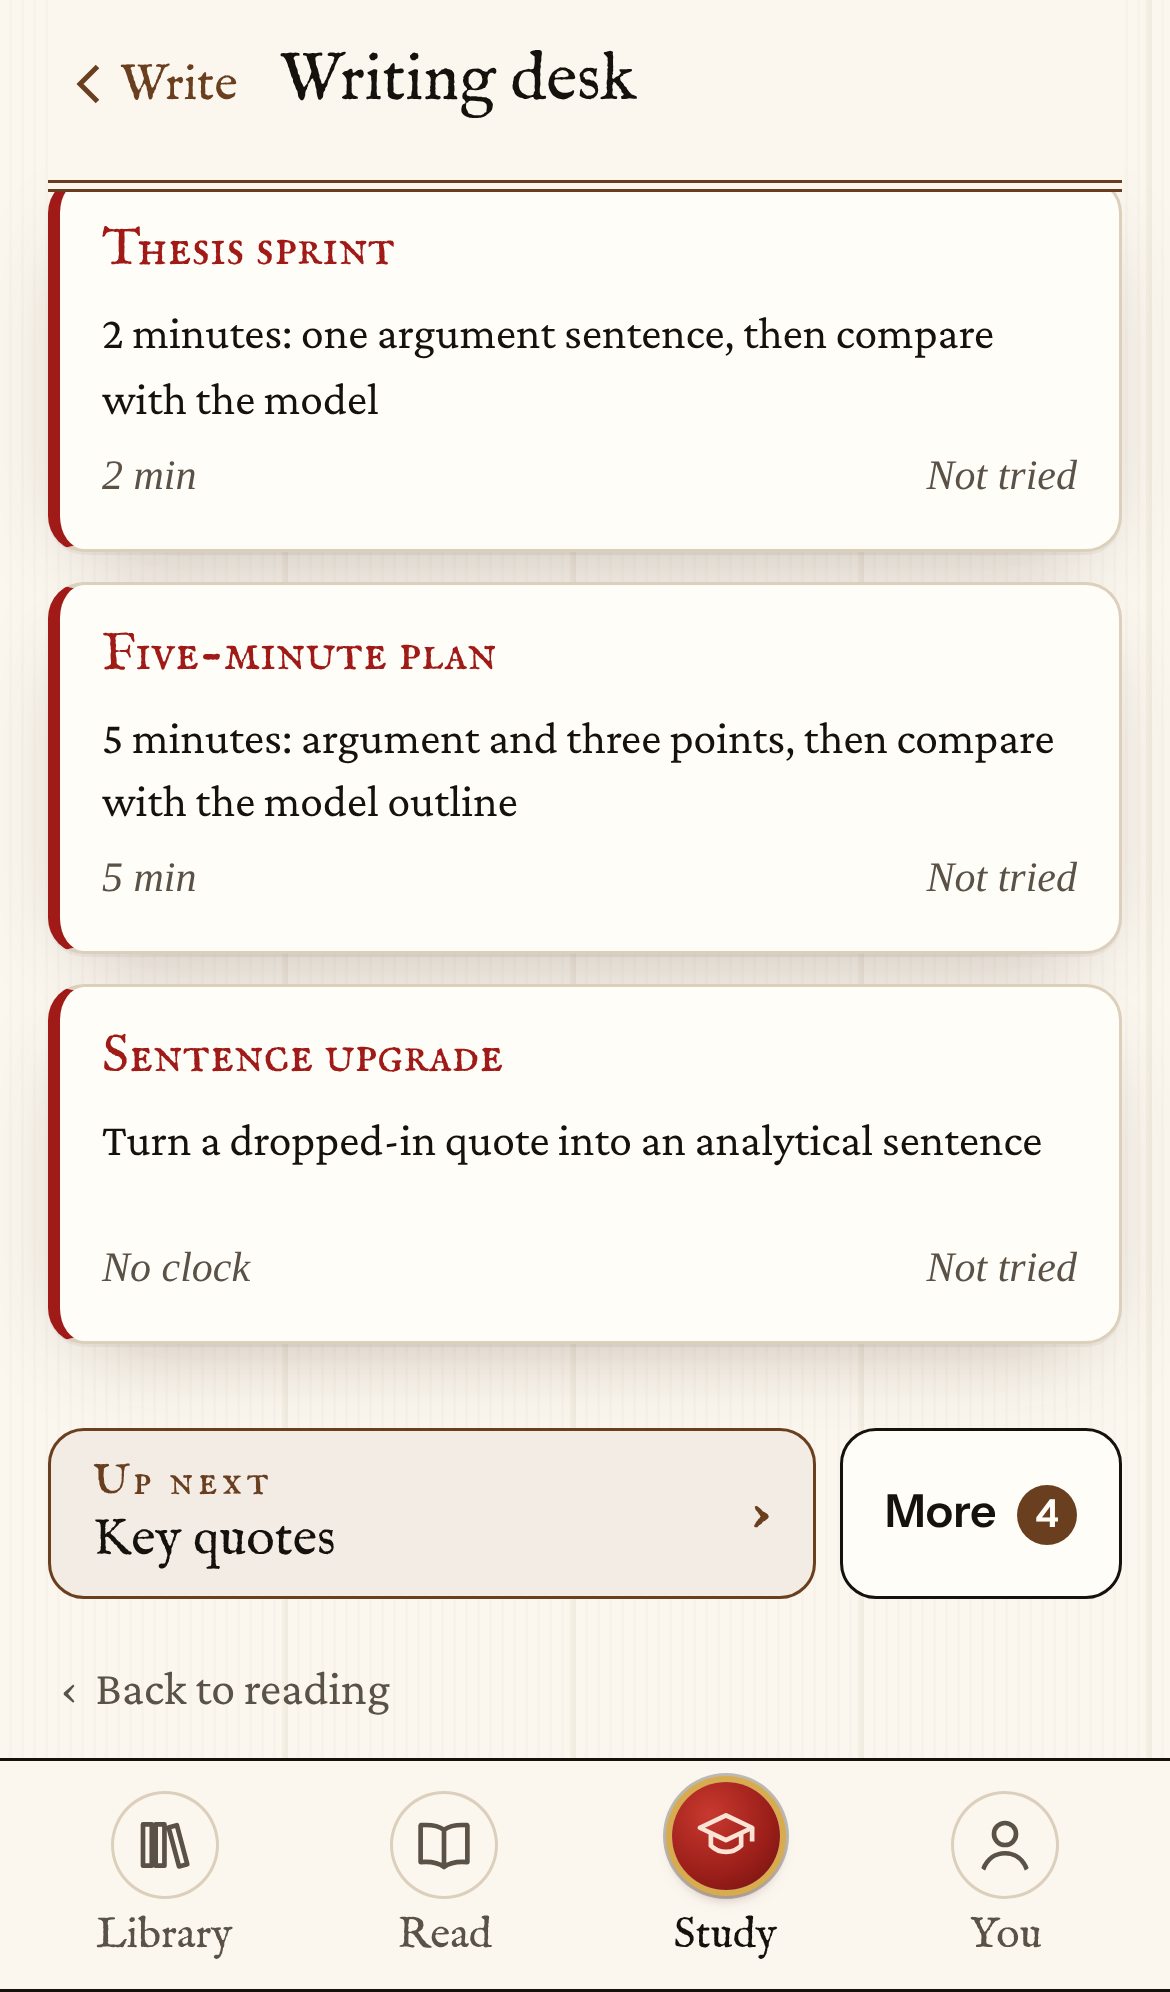 Write Writing desk
Thesis sprint
2 minutes: one argument sentence, then compare
with the model
2 min Not tried
Five-minute plan
5 minutes: argument and three points, then compare
with the model outline
5 min Not tried
Sentence upgrade
Turn a dropped-in quote into an analytical sentence
No clock Not tried
Up next
Key quotes ›
More 4
‹ Back to reading
Library Read Study You